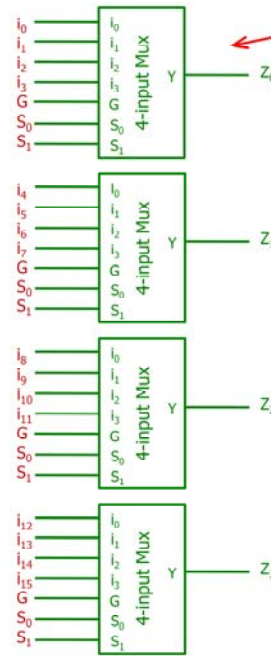 i₀ i₀
i₁ i₁
i₂ i₂
i₃ i₃
G G
S₀ S₀
S₁ S₁
4-input Mux
Y Z₀
i₄ i₀
i₅ i₁
i₆ i₂
i₇ i₃
G G
S₀ S₀
S₁ S₁
4-input Mux
Y Z
i₈ i₀
i₉ i₁
i₁₀ i₂
i₁₁ i₃
G G
S₀ S₀
S₁ S₁
4-input Mux
Y Z
i₁₂ i₀
i₁₃ i₁
i₁₄ i₂
i₁₅ i₃
G G
S₀ S₀
S₁ S₁
4-input Mux
Y Z